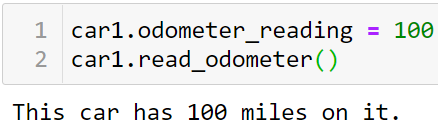 1 car1.odometer_reading = 100
2 car1.read_odometer()
This car has 100 miles on it.